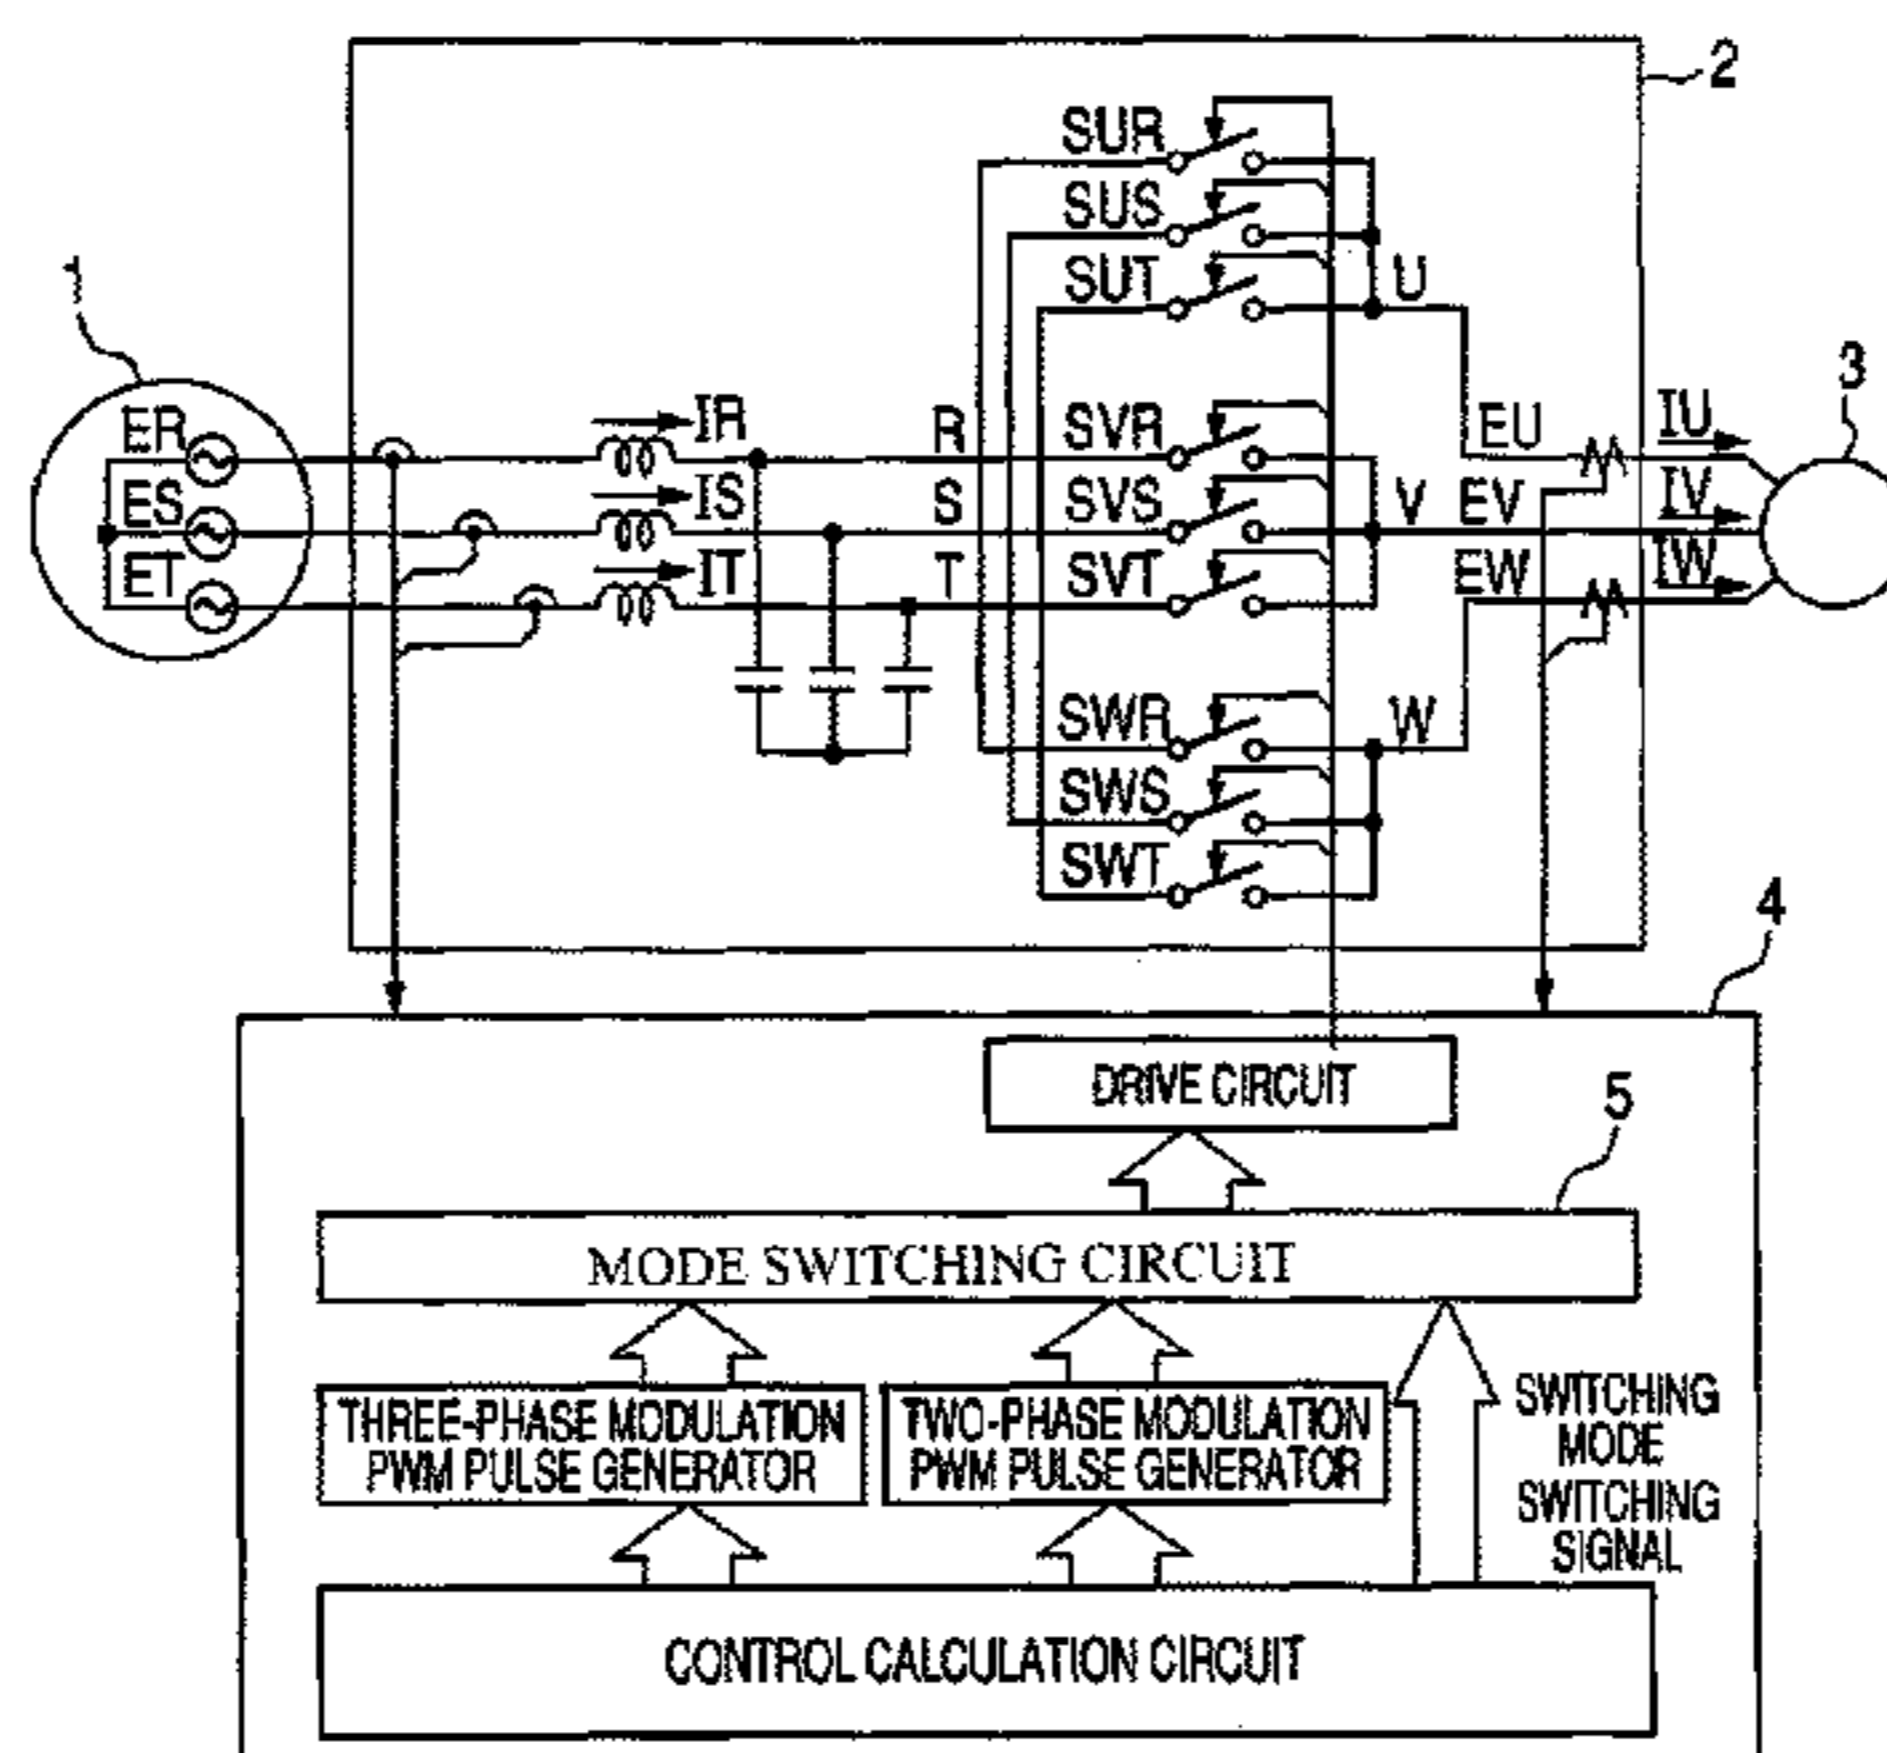 2
SUR
SUS
SUT
U
1
3
ER
IR
R
SVR
EU
IU
ES
IS
S
SVS
V
EV
IV
ET
IT
T
SVT
EW
IW
SWR
W
SWS
SWT
4
DRIVE CIRCUIT
5
MODE SWITCHING CIRCUIT
THREE-PHASE MODULATION
PWM PULSE GENERATOR
TWO-PHASE MODULATION
PWM PULSE GENERATOR
SWITCHING
MODE
SWITCHING
SIGNAL
CONTROL CALCULATION CIRCUIT